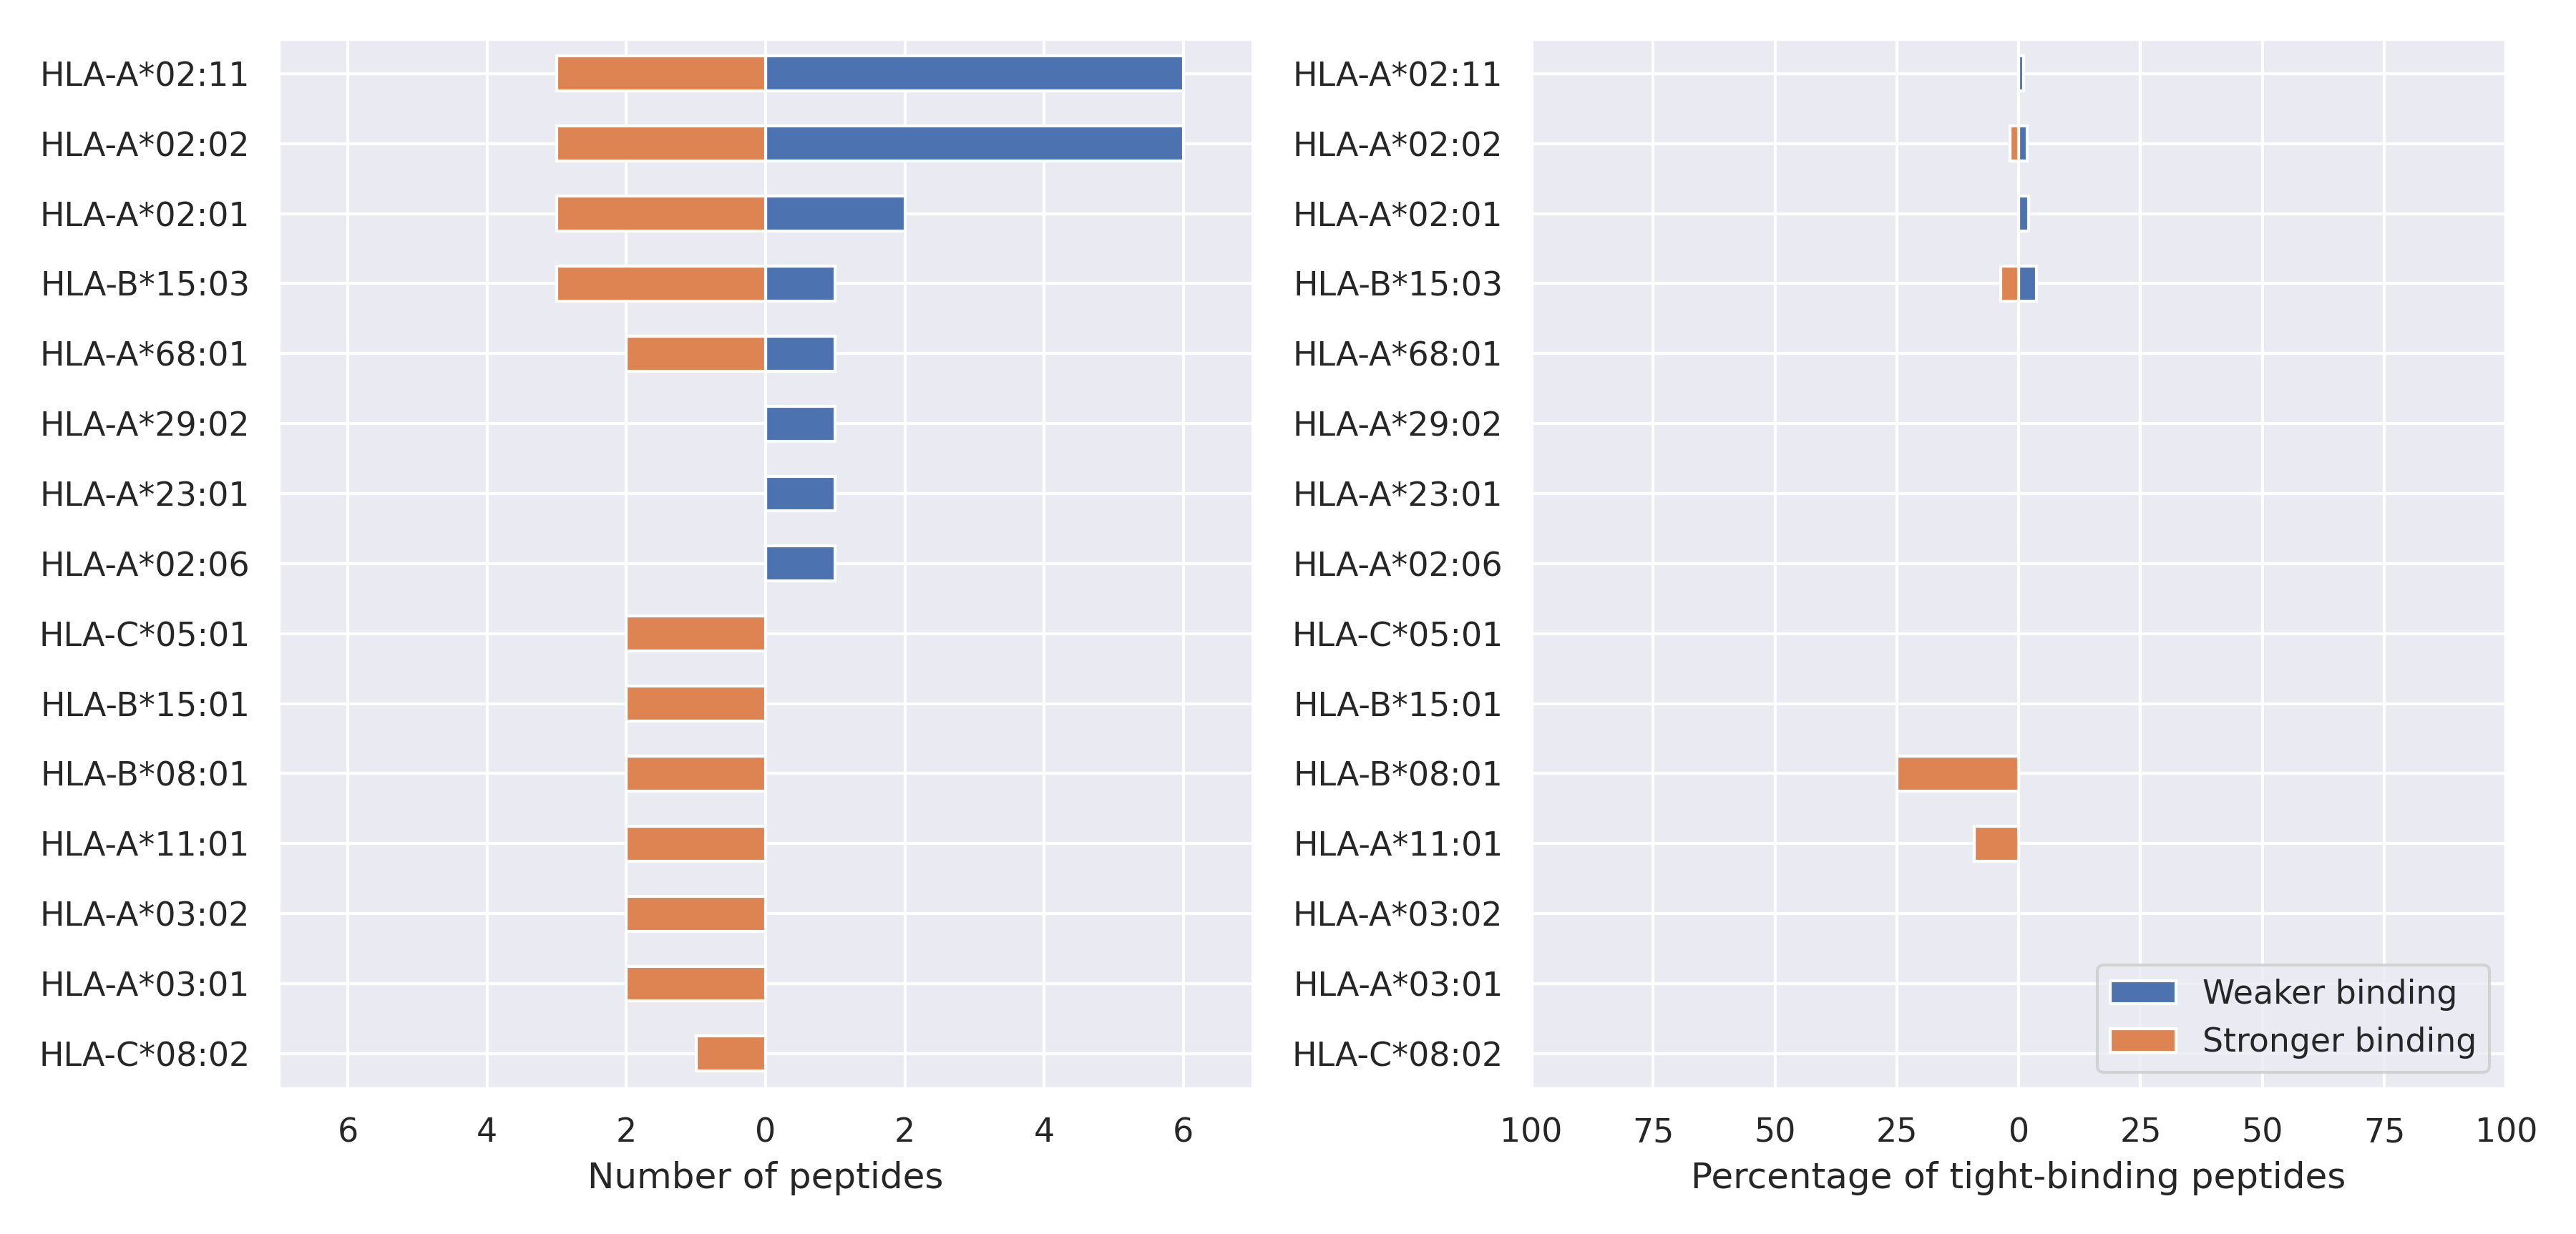 HLA-A*02:11
HLA-A*02:02
HLA-A*02:01
HLA-B*15:03
HLA-A*68:01
HLA-A*29:02
HLA-A*23:01
HLA-A*02:06
HLA-C*05:01
HLA-B*15:01
HLA-B*08:01
HLA-A*11:01
HLA-A*03:02
HLA-A*03:01
HLA-C*08:02
6 4 2 0 2 4 6
Number of peptides
HLA-A*02:11
HLA-A*02:02
HLA-A*02:01
HLA-B*15:03
HLA-A*68:01
HLA-A*29:02
HLA-A*23:01
HLA-A*02:06
HLA-C*05:01
HLA-B*15:01
HLA-B*08:01
HLA-A*11:01
HLA-A*03:02
HLA-A*03:01
HLA-C*08:02
Weaker binding
Stronger binding
100 75 50 25 0 25 50 75 100
Percentage of tight-binding peptides